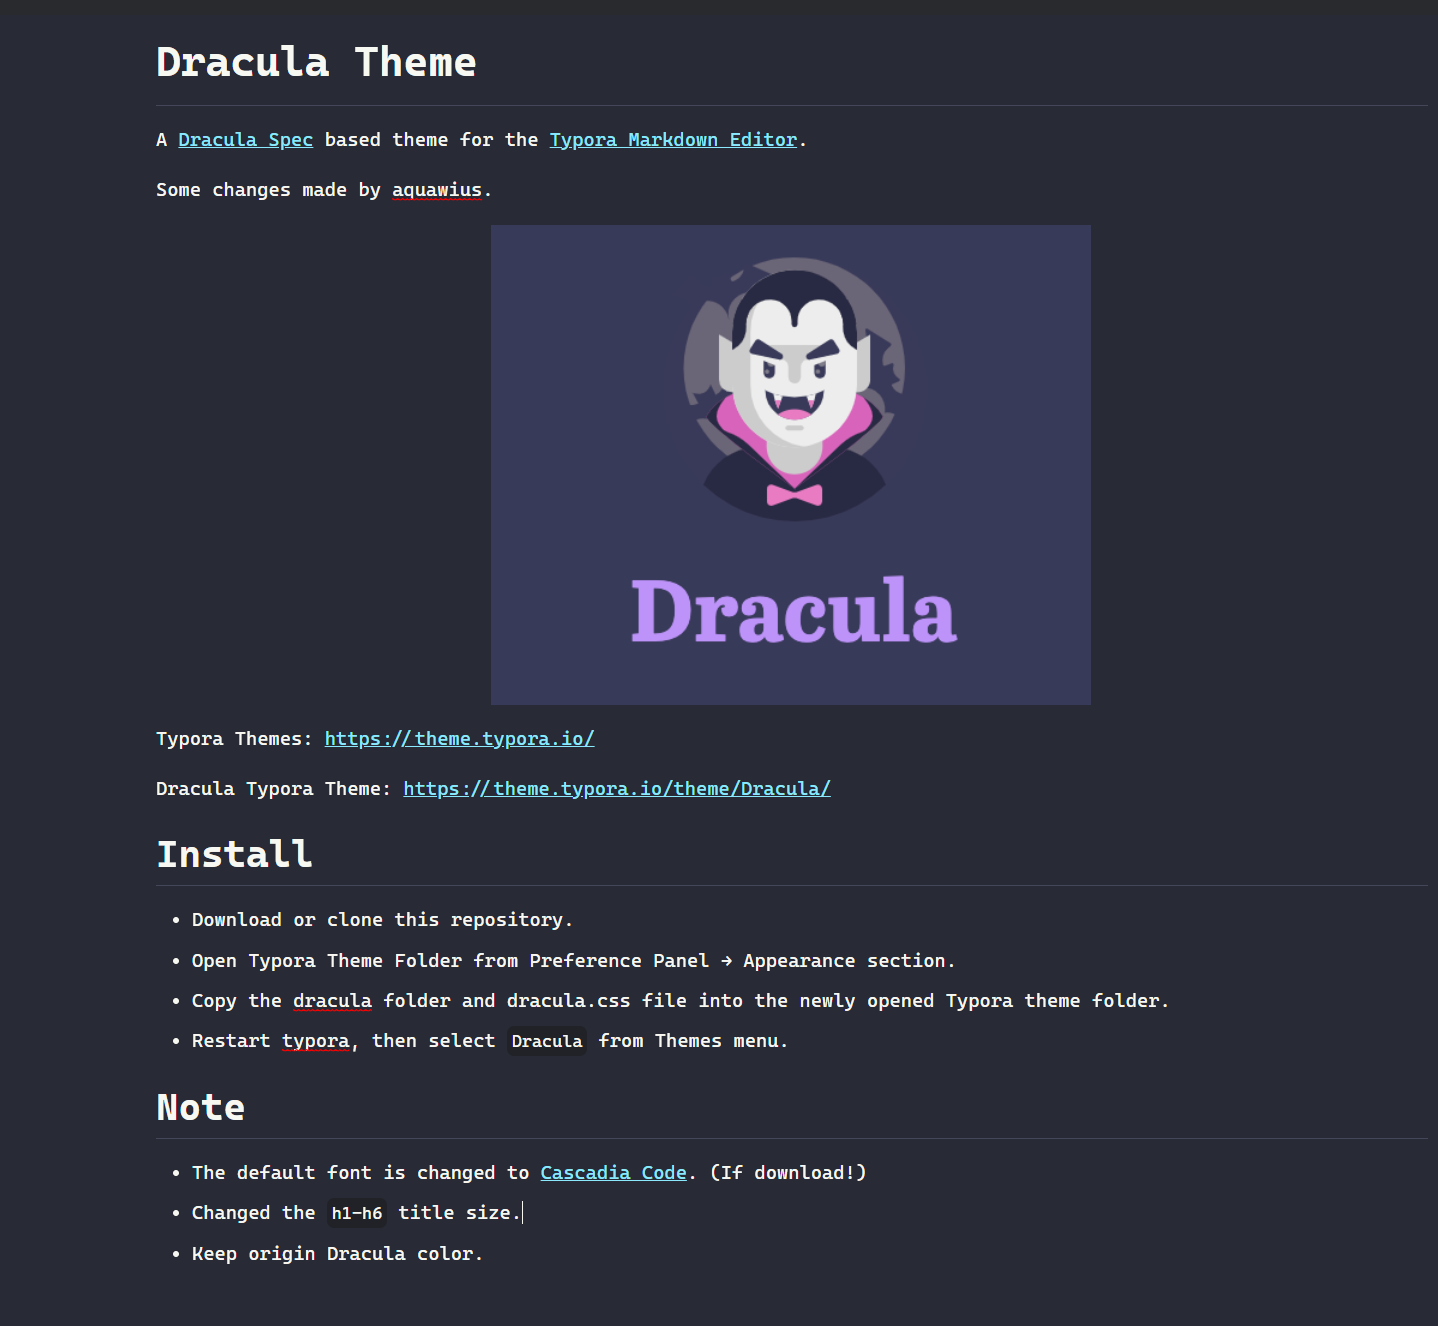 Dracula Theme
A Dracula Spec based theme for the Typora Markdown Editor.
Some changes made by aquawius.
Dracula
Typora Themes: https://theme.typora.io/
Dracula Typora Theme: https://theme.typora.io/theme/Dracula/
Install
• Download or clone this repository.
• Open Typora Theme Folder from Preference Panel → Appearance section.
• Copy the dracula folder and dracula.css file into the newly opened Typora theme folder.
• Restart typora, then select Dracula from Themes menu.
Note
• The default font is changed to Cascadia Code. (If download!)
• Changed the h1-h6 title size.
• Keep origin Dracula color.